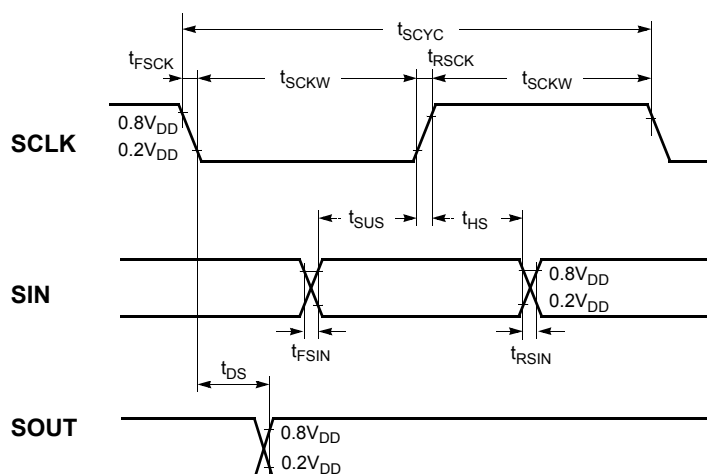 tSCYC
tFSCK
tRSCK
tSCKW
tSCKW
SCLK
0.8VDD
0.2VDD
tSUS
tHS
SIN
0.8VDD
0.2VDD
tFSIN
tRSIN
tDS
SOUT
0.8VDD
0.2VDD